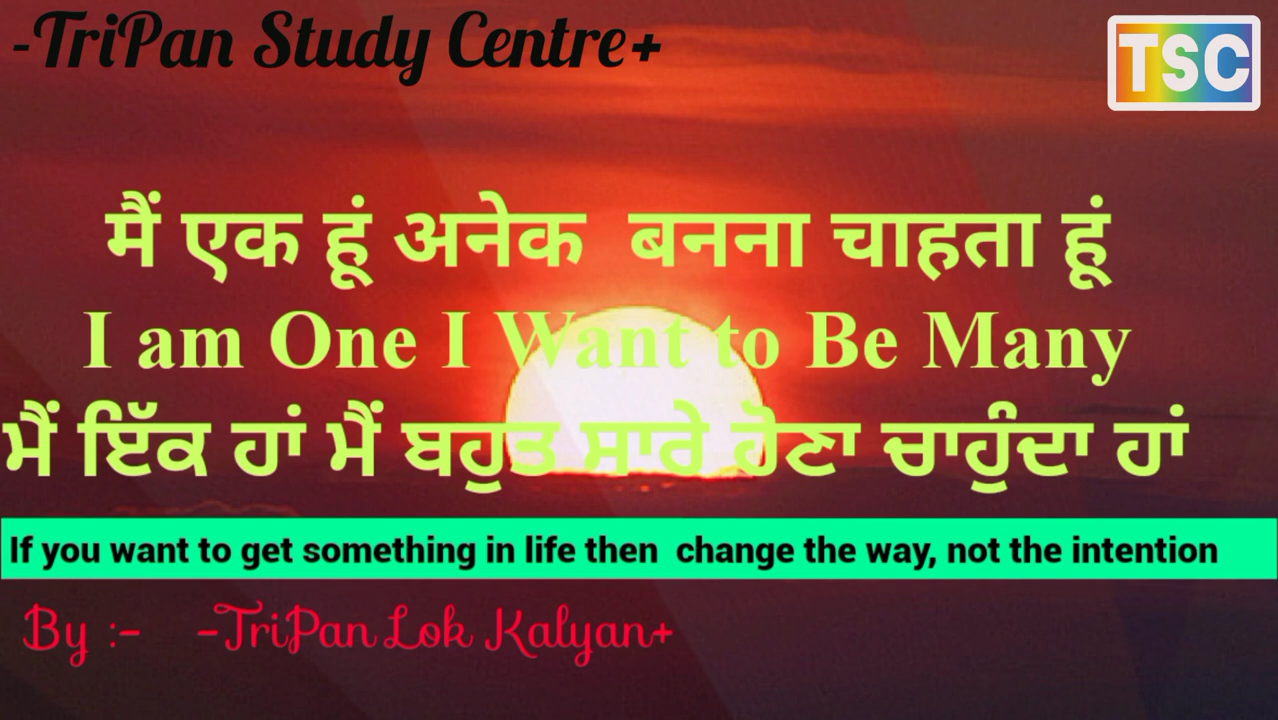 -TriPan Study Centre+
TSC
मैं एक हूं अनेक बनना चाहता हूं
I am One I Want to Be Many
ਮੈਂ ਇੱਕ ਹਾਂ ਮੈਂ ਬਹੁਤ ਸਾਰੇ ਹੋਣਾ ਚਾਹੁੰਦਾ ਹਾਂ
If you want to get something in life then change the way, not the intention
By :- -TriPan Lok Kalyan+